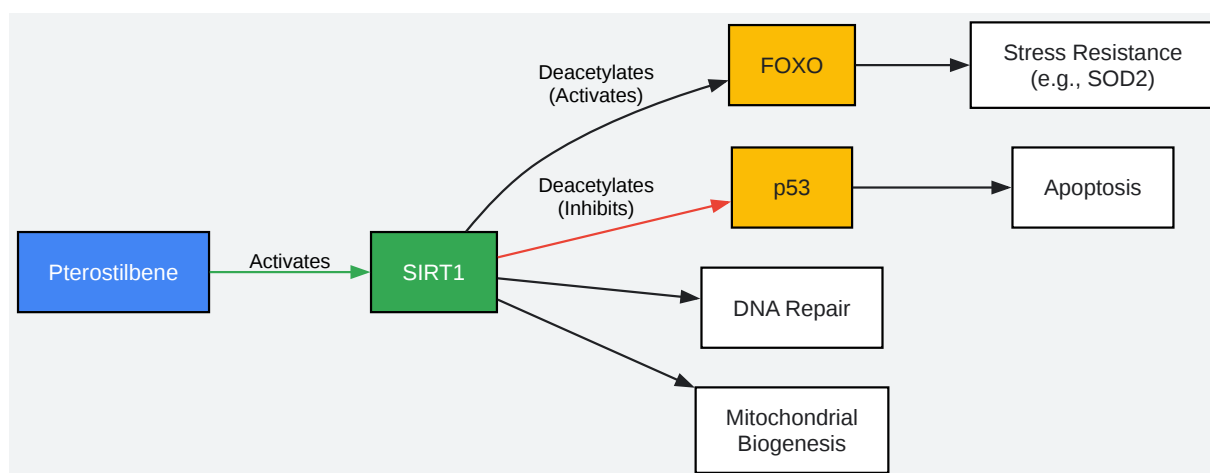 Deacetylates
(Activates)
FOXO
Stress Resistance
(e.g., SOD2)
Deacetylates
(Inhibits)
p53
Apoptosis
Pterostilbene
Activates
SIRT1
DNA Repair
Mitochondrial
Biogenesis